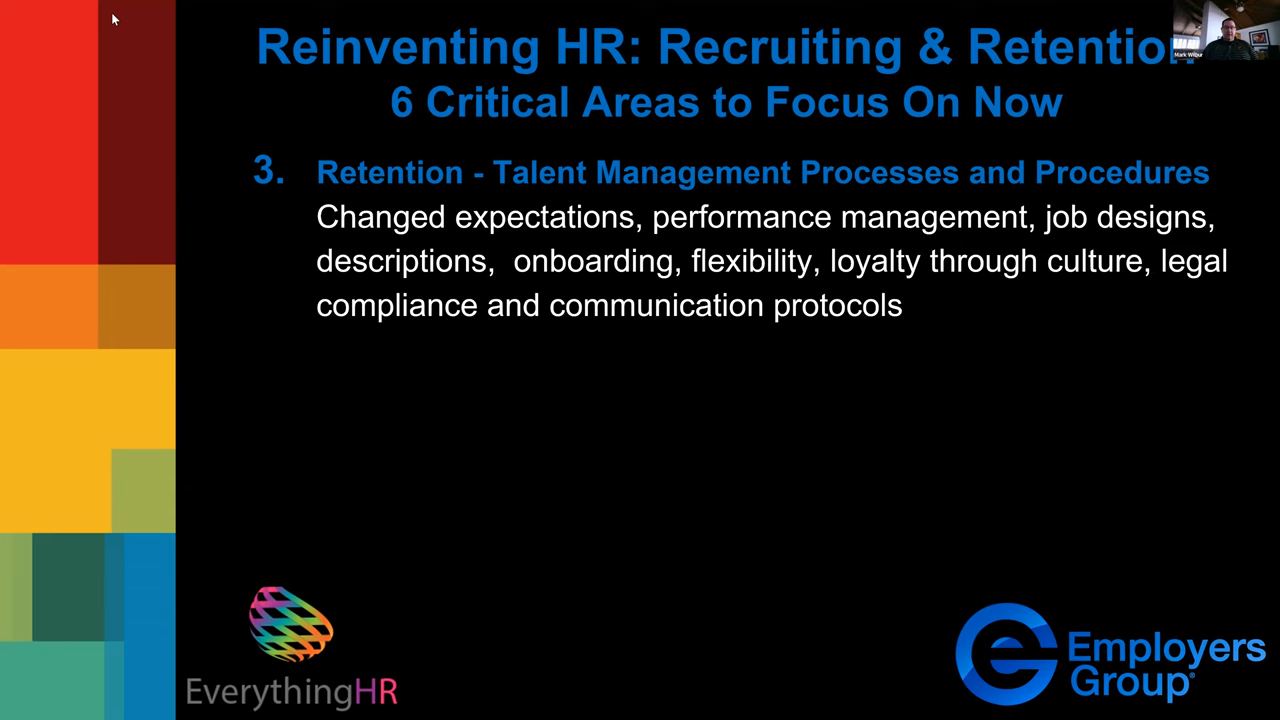 Reinventing HR: Recruiting & Retention
6 Critical Areas to Focus On Now
Mark Wilbur
3. Retention - Talent Management Processes and Procedures
Changed expectations, performance management, job designs,
descriptions,  onboarding, flexibility, loyalty through culture, legal
compliance and communication protocols
EverythingHR
Employers
Group®